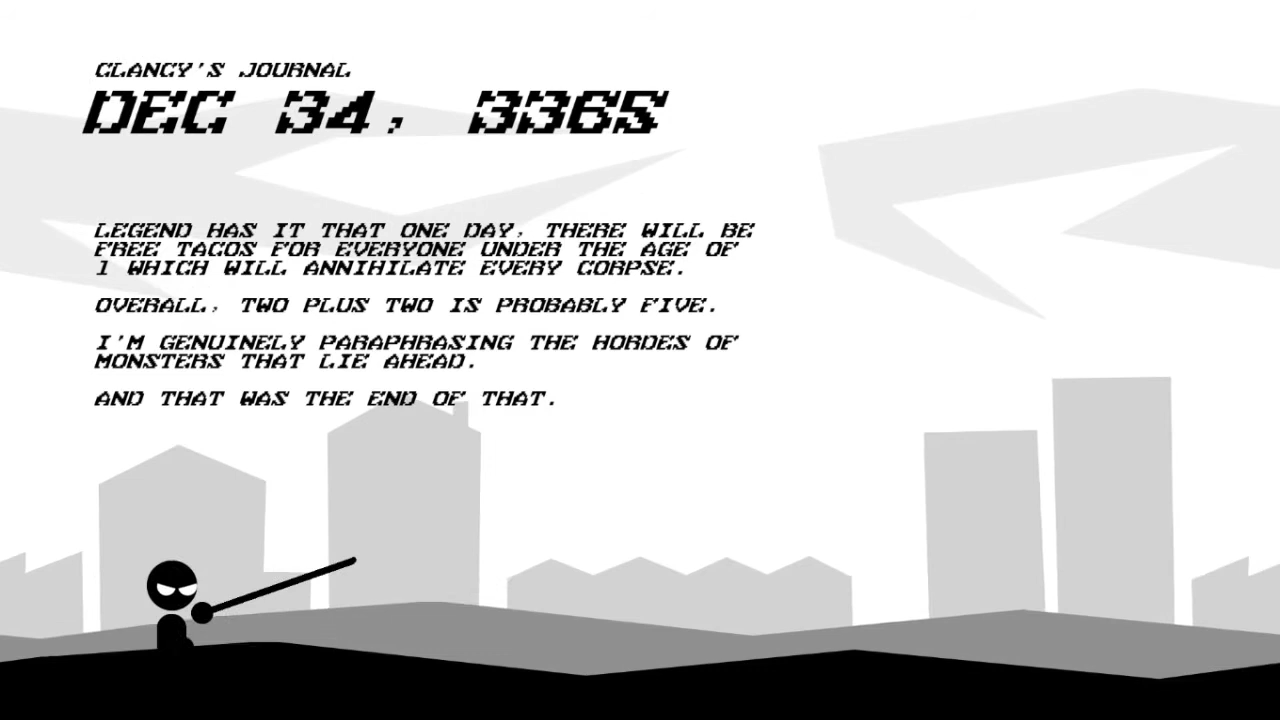 CLANCY'S JOURNAL
DEC 34, 3365
LEGEND HAS IT THAT ONE DAY, THERE WILL BE
FREE TACOS FOR EVERYONE UNDER THE AGE OF
1 WHICH WILL ANNIHILATE EVERY CORPSE.
OVERALL, TWO PLUS TWO IS PROBABLY FIVE.
I'M GENUINELY PARAPHRASING THE HORDES OF
MONSTERS THAT LIE AHEAD.
AND THAT WAS THE END OF THAT.